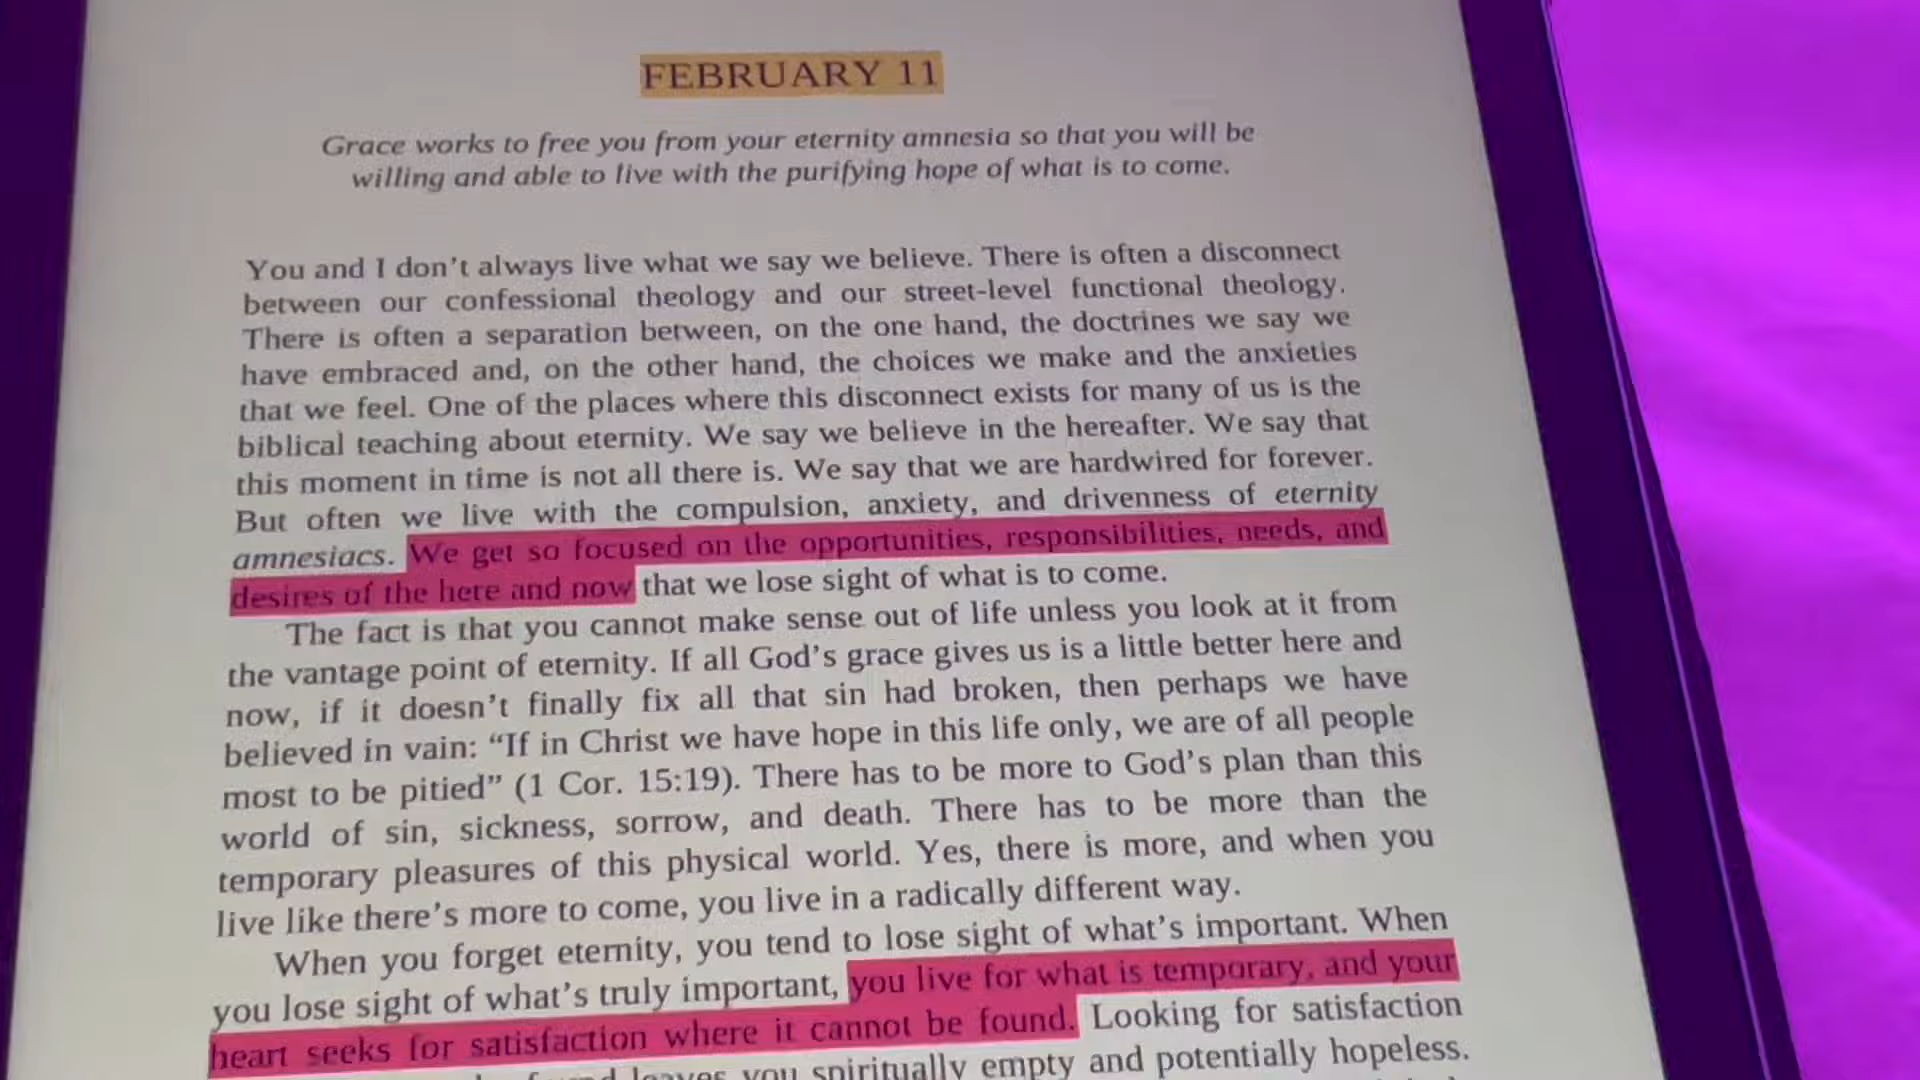 FEBRUARY 11
Grace works to free you from your eternity amnesia so that you will be
willing and able to live with the purifying hope of what is to come.
You and I don't always live what we say we believe. There is often a disconnect
between our confessional theology and our street-level functional theology.
There is often a separation between, on the one hand, the doctrines we say we
have embraced and, on the other hand, the choices we make and the anxieties
that we feel. One of the places where this disconnect exists for many of us is the
biblical teaching about eternity. We say we believe in the hereafter. We say that
this moment in time is not all there is. We say that we are hardwired for forever.
But often we live with the compulsion, anxiety, and drivenness of eternity
amnesiacs. We get so focused on the opportunities, responsibilities, needs, and
desires of the here and now that we lose sight of what is to come.
The fact is that you cannot make sense out of life unless you look at it from
the vantage point of eternity. If all God's grace gives us is a little better here and
now, if it doesn't finally fix all that sin had broken, then perhaps we have
believed in vain: “If in Christ we have hope in this life only, we are of all people
most to be pitied” (1 Cor. 15:19). There has to be more to God's plan than this
world of sin, sickness, sorrow, and death. There has to be more than the
temporary pleasures of this physical world. Yes, there is more, and when you
live like there's more to come, you live in a radically different way.
When you forget eternity, you tend to lose sight of what's important. When
you lose sight of what's truly important, you live for what is temporary, and your
heart seeks for satisfaction where it cannot be found. Looking for satisfaction
leaves you spiritually empty and potentially hopeless.